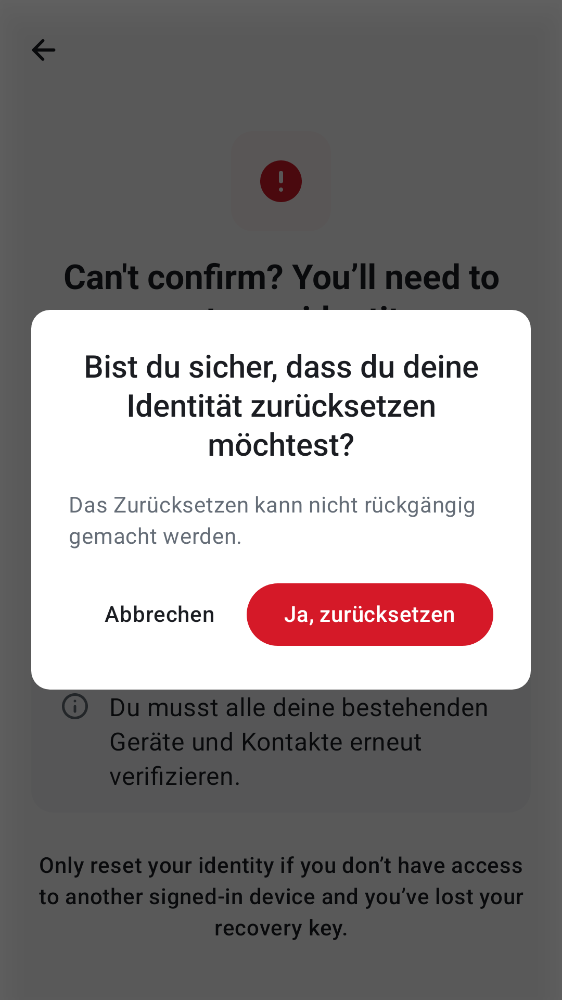 Can't confirm? You’ll need to
Bist du sicher, dass du deine
Identität zurücksetzen
möchtest?
Das Zurücksetzen kann nicht rückgängig
gemacht werden.
Abbrechen
Ja, zurücksetzen
Du musst alle deine bestehenden
Geräte und Kontakte erneut
verifizieren.
Only reset your identity if you don’t have access
to another signed-in device and you’ve lost your
recovery key.